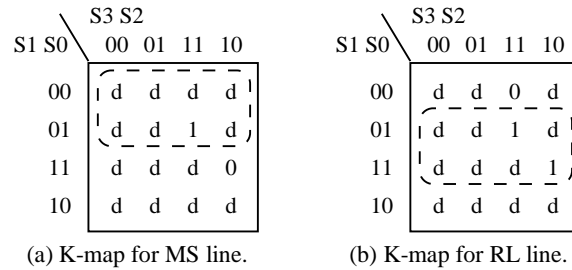 S3 S2
S1 S0 00 01 11 10
00 d d d d
01 d d 1 d
11 d d d 0
10 d d d d
(a) K-map for MS line.
S3 S2
S1 S0 00 01 11 10
00 d d 0 d
01 d d 1 d
11 d d d 1
10 d d d d
(b) K-map for RL line.